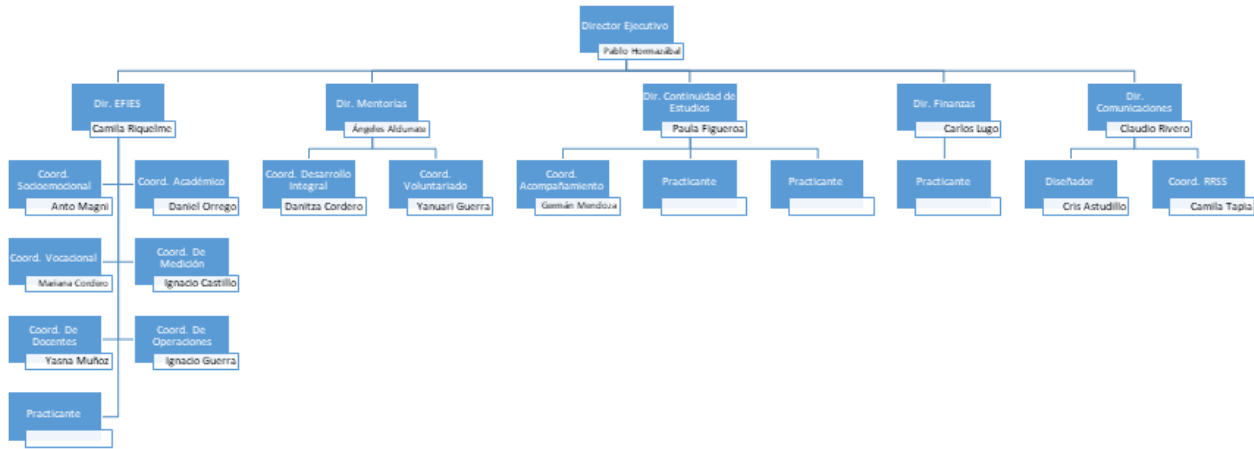 Director Ejecutivo
Pablo Hormazábal
Dir. EFIES
Camila Riquelme
Dir. Mentorías
Ángeles Aldunate
Dir. Continuidad de
Estudios
Paula Figueroa
Dir. Finanzas
Carlos Lugo
Dir.
Comunicaciones
Claudio Rivero
Coord.
Socioemocional
Anto Magni
Coord. Académico
Daniel Orrego
Coord. Desarrollo
Integral
Danitza Cordero
Coord.
Voluntariado
Yanuari Guerra
Coord.
Acompañamiento
Germán Mendoza
Practicante
Practicante
Practicante
Diseñador
Cris Astudillo
Coord. RRSS
Camila Tapia
Coord. Vocacional
Mariana Cordero
Coord. De
Medición
Ignacio Castillo
Coord. De
Docentes
Yasna Muñoz
Coord. De
Operaciones
Ignacio Guerra
Practicante